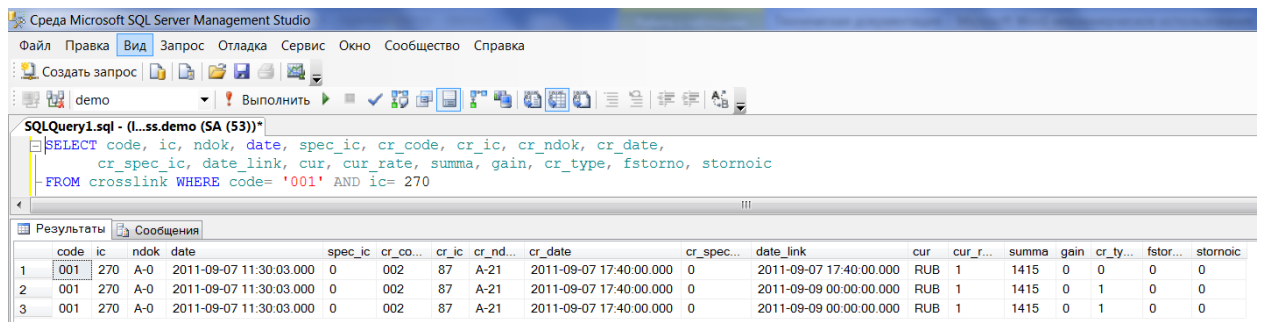 Среда Microsoft SQL Server Management Studio
Файл Правка Вид Запрос Отладка Сервис Окно Сообщество Справка
Создать запрос
demo Выполнить
SQLQuery1.sql - (l...ss.demo (SA (53))*
SELECT code, ic, ndok, date, spec_ic, cr_code, cr_ic, cr_ndok, cr_date,
cr_spec_ic, date_link, cur, cur_rate, summa, gain, cr_type, fstorno, stornoic
FROM crosslink WHERE code= '001' AND ic= 270
Результаты Сообщения
code ic ndok date spec_ic cr_co... cr_ic cr_nd... cr_date cr_spec... date_link cur cur_r... summa gain cr_ty... fstor... stornoic
1 001 270 A-0 2011-09-07 11:30:03.000 0 002 87 A-21 2011-09-07 17:40:00.000 0 2011-09-07 17:40:00.000 RUB 1 1415 0 0 0 0
2 001 270 A-0 2011-09-07 11:30:03.000 0 002 87 A-21 2011-09-07 17:40:00.000 0 2011-09-09 00:00:00.000 RUB 1 1415 0 1 0 0
3 001 270 A-0 2011-09-07 11:30:03.000 0 002 87 A-21 2011-09-07 17:40:00.000 0 2011-09-09 00:00:00.000 RUB 1 1415 0 1 0 0